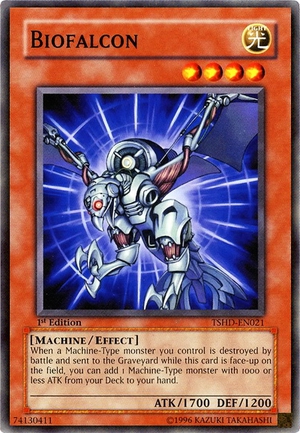 BIOFALCON
光
1st Edition
TSHD-EN021
[MACHINE / EFFECT]
When a Machine-Type monster you control is destroyed by
battle and sent to the Graveyard while this card is face-up on
the field, you can add 1 Machine-Type monster with 1000 or
less ATK from your Deck to your hand.
ATK/1700 DEF/1200
74130411
©1996 KAZUKI TAKAHASHI